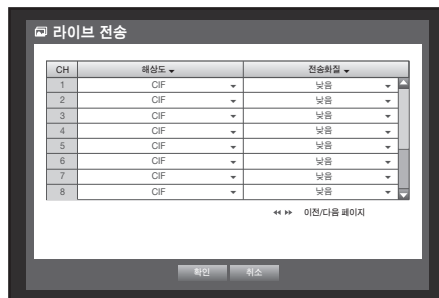 라이브 전송
CH 해상도 전송화질
1 CIF 낮음
2 CIF 낮음
3 CIF 낮음
4 CIF 낮음
5 CIF 낮음
6 CIF 낮음
7 CIF 낮음
8 CIF 낮음
이전/다음 페이지
확인 취소